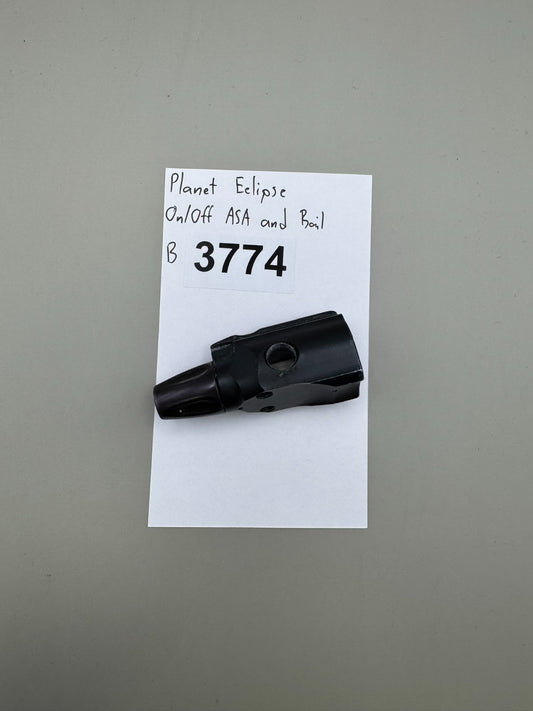 Planet Eclipse
On/Off ASA and Rail
B 3774